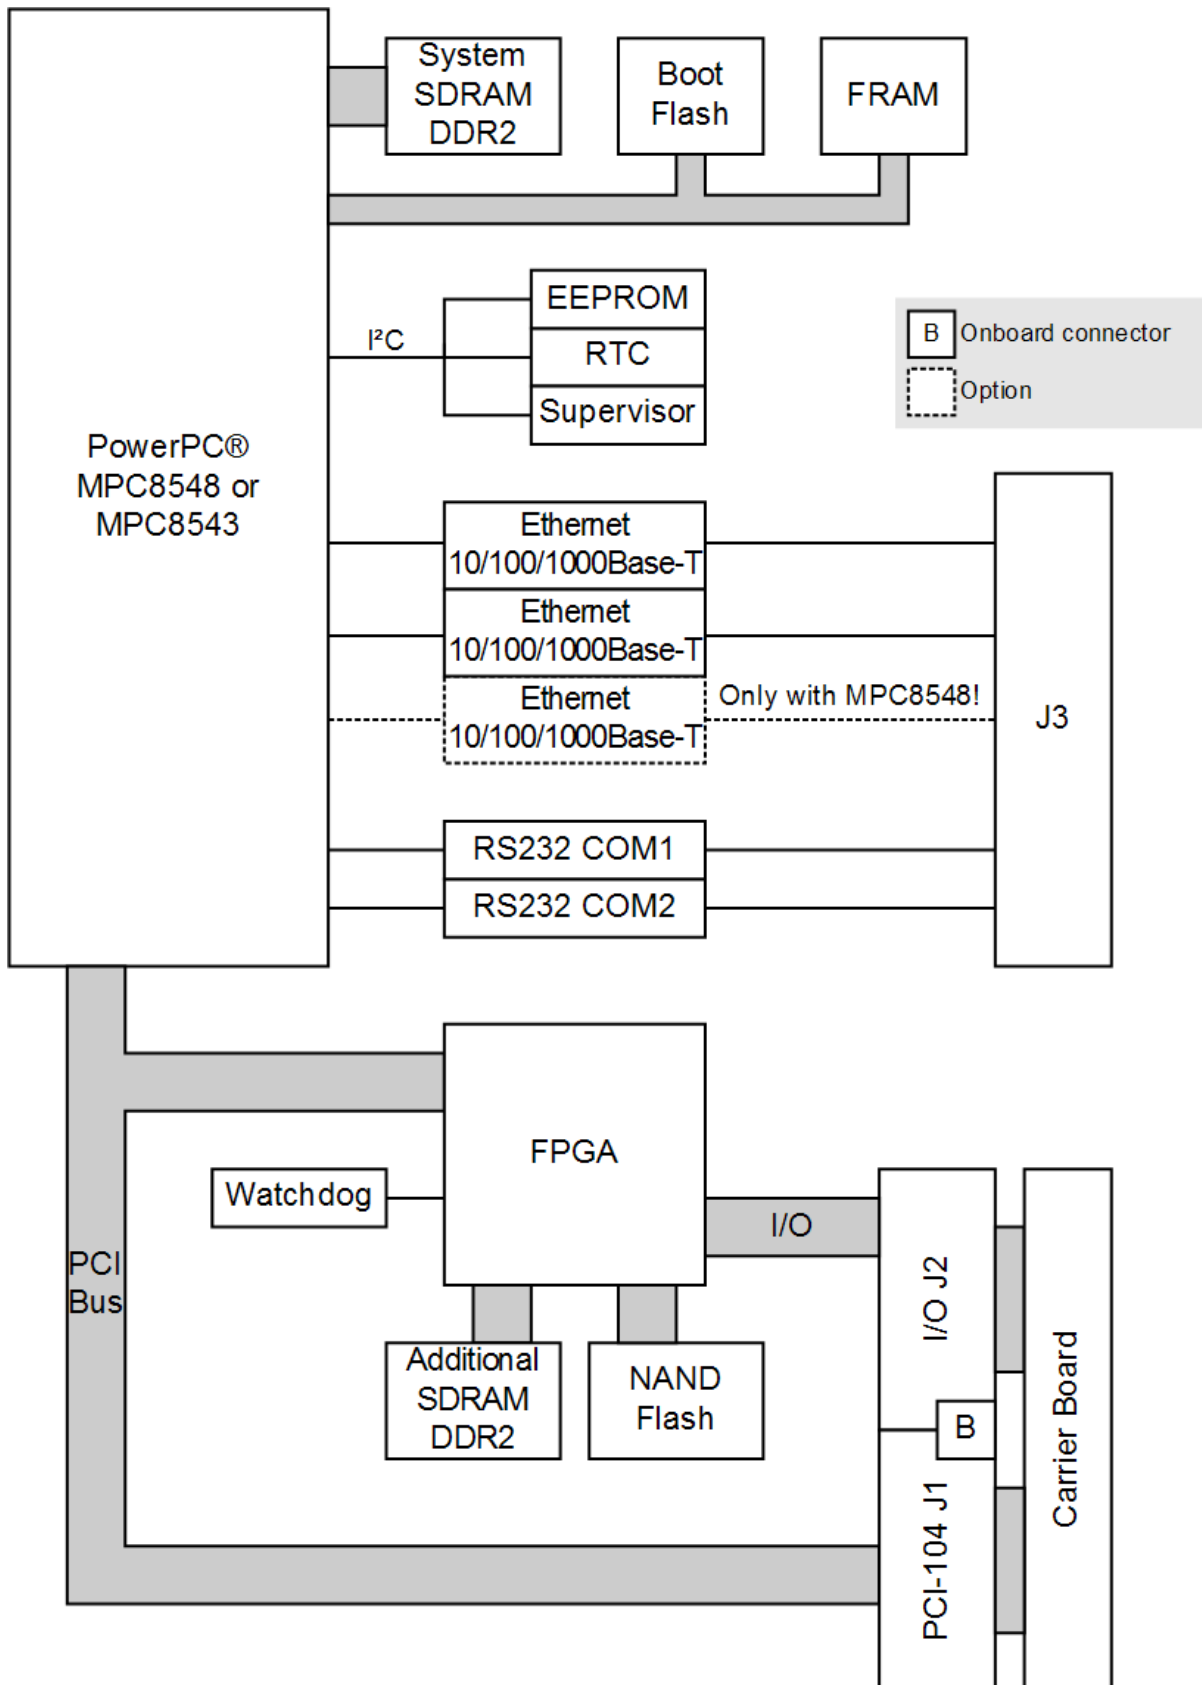 System
SDRAM
DDR2
Boot
Flash
FRAM
EEPROM
I²C
RTC
Supervisor
B Onboard connector
Option
PowerPC®
MPC8548 or
MPC8543
Ethernet
10/100/1000Base-T
Ethernet
10/100/1000Base-T
Ethernet
10/100/1000Base-T
Only with MPC8548!
J3
RS232 COM1
RS232 COM2
FPGA
Watchdog
I/O
PCI
Bus
Additional
SDRAM
DDR2
NAND
Flash
I/O J2
B
PCI-104 J1
Carrier Board